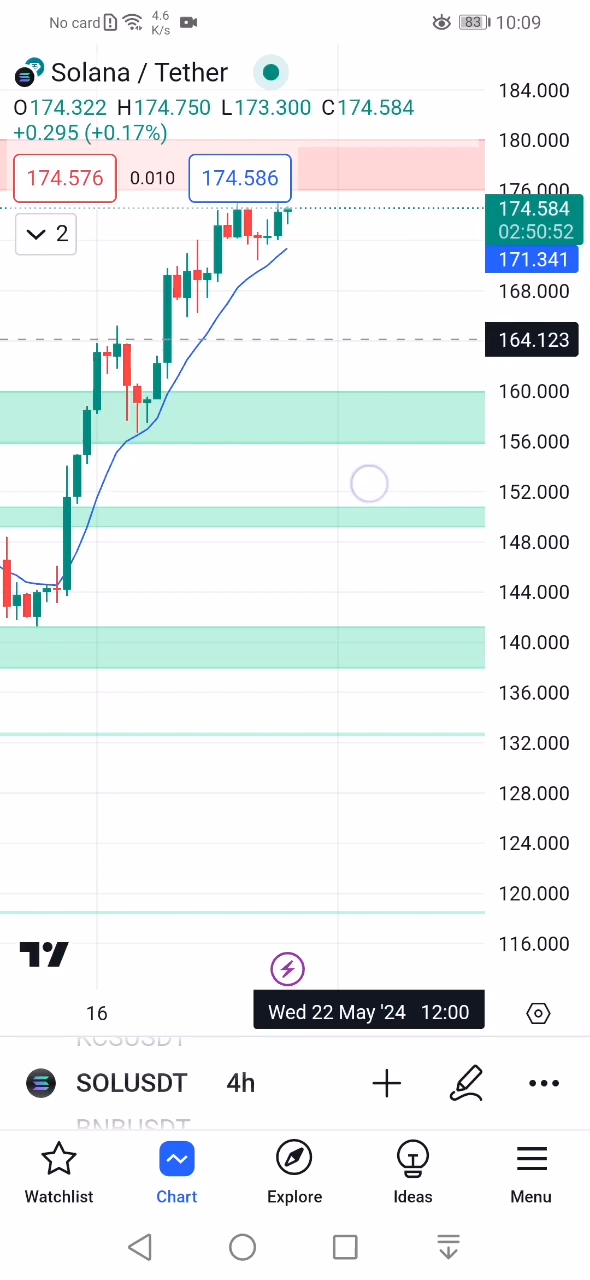 No card 4.6 K/s 83 10:09
Solana / Tether
O174.322 H174.750 L173.300 C174.584
+0.295 (+0.17%)
174.576 0.010 174.586
2
184.000
180.000
176.000
174.584
02:50:52
171.341
168.000
164.123
160.000
156.000
152.000
148.000
144.000
140.000
136.000
132.000
128.000
124.000
120.000
116.000
16 Wed 22 May '24 12:00
KCSUSDT
SOLUSDT 4h
BNBUSDT
Watchlist Chart Explore Ideas Menu